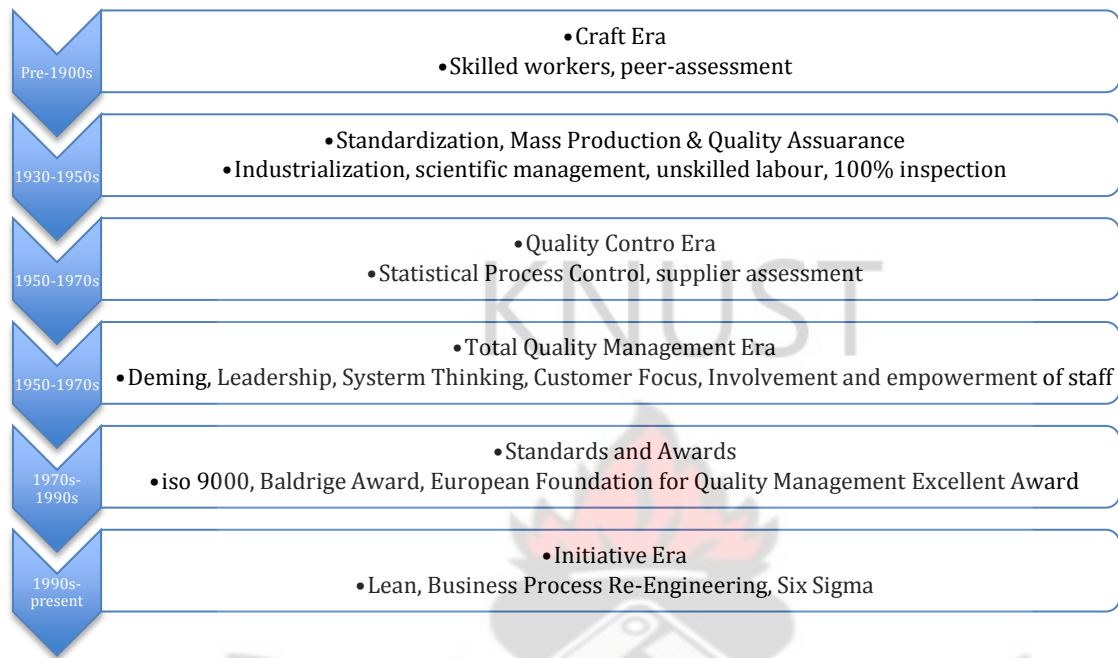 Pre-1900s
•Craft Era
•Skilled workers, peer-assessment
1930-1950s
•Standardization, Mass Production & Quality Assuarance
•Industrialization, scientific management, unskilled labour, 100% inspection
1950-1970s
•Quality Contro Era
•Statistical Process Control, supplier assessment
1950-1970s
•Total Quality Management Era
•Deming, Leadership, Systerm Thinking, Customer Focus, Involvement and empowerment of staff
1970s-
1990s
•Standards and Awards
•iso 9000, Baldrige Award, European Foundation for Quality Management Excellent Award
1990s-
present
•Initiative Era
•Lean, Business Process Re-Engineering, Six Sigma
KNUST